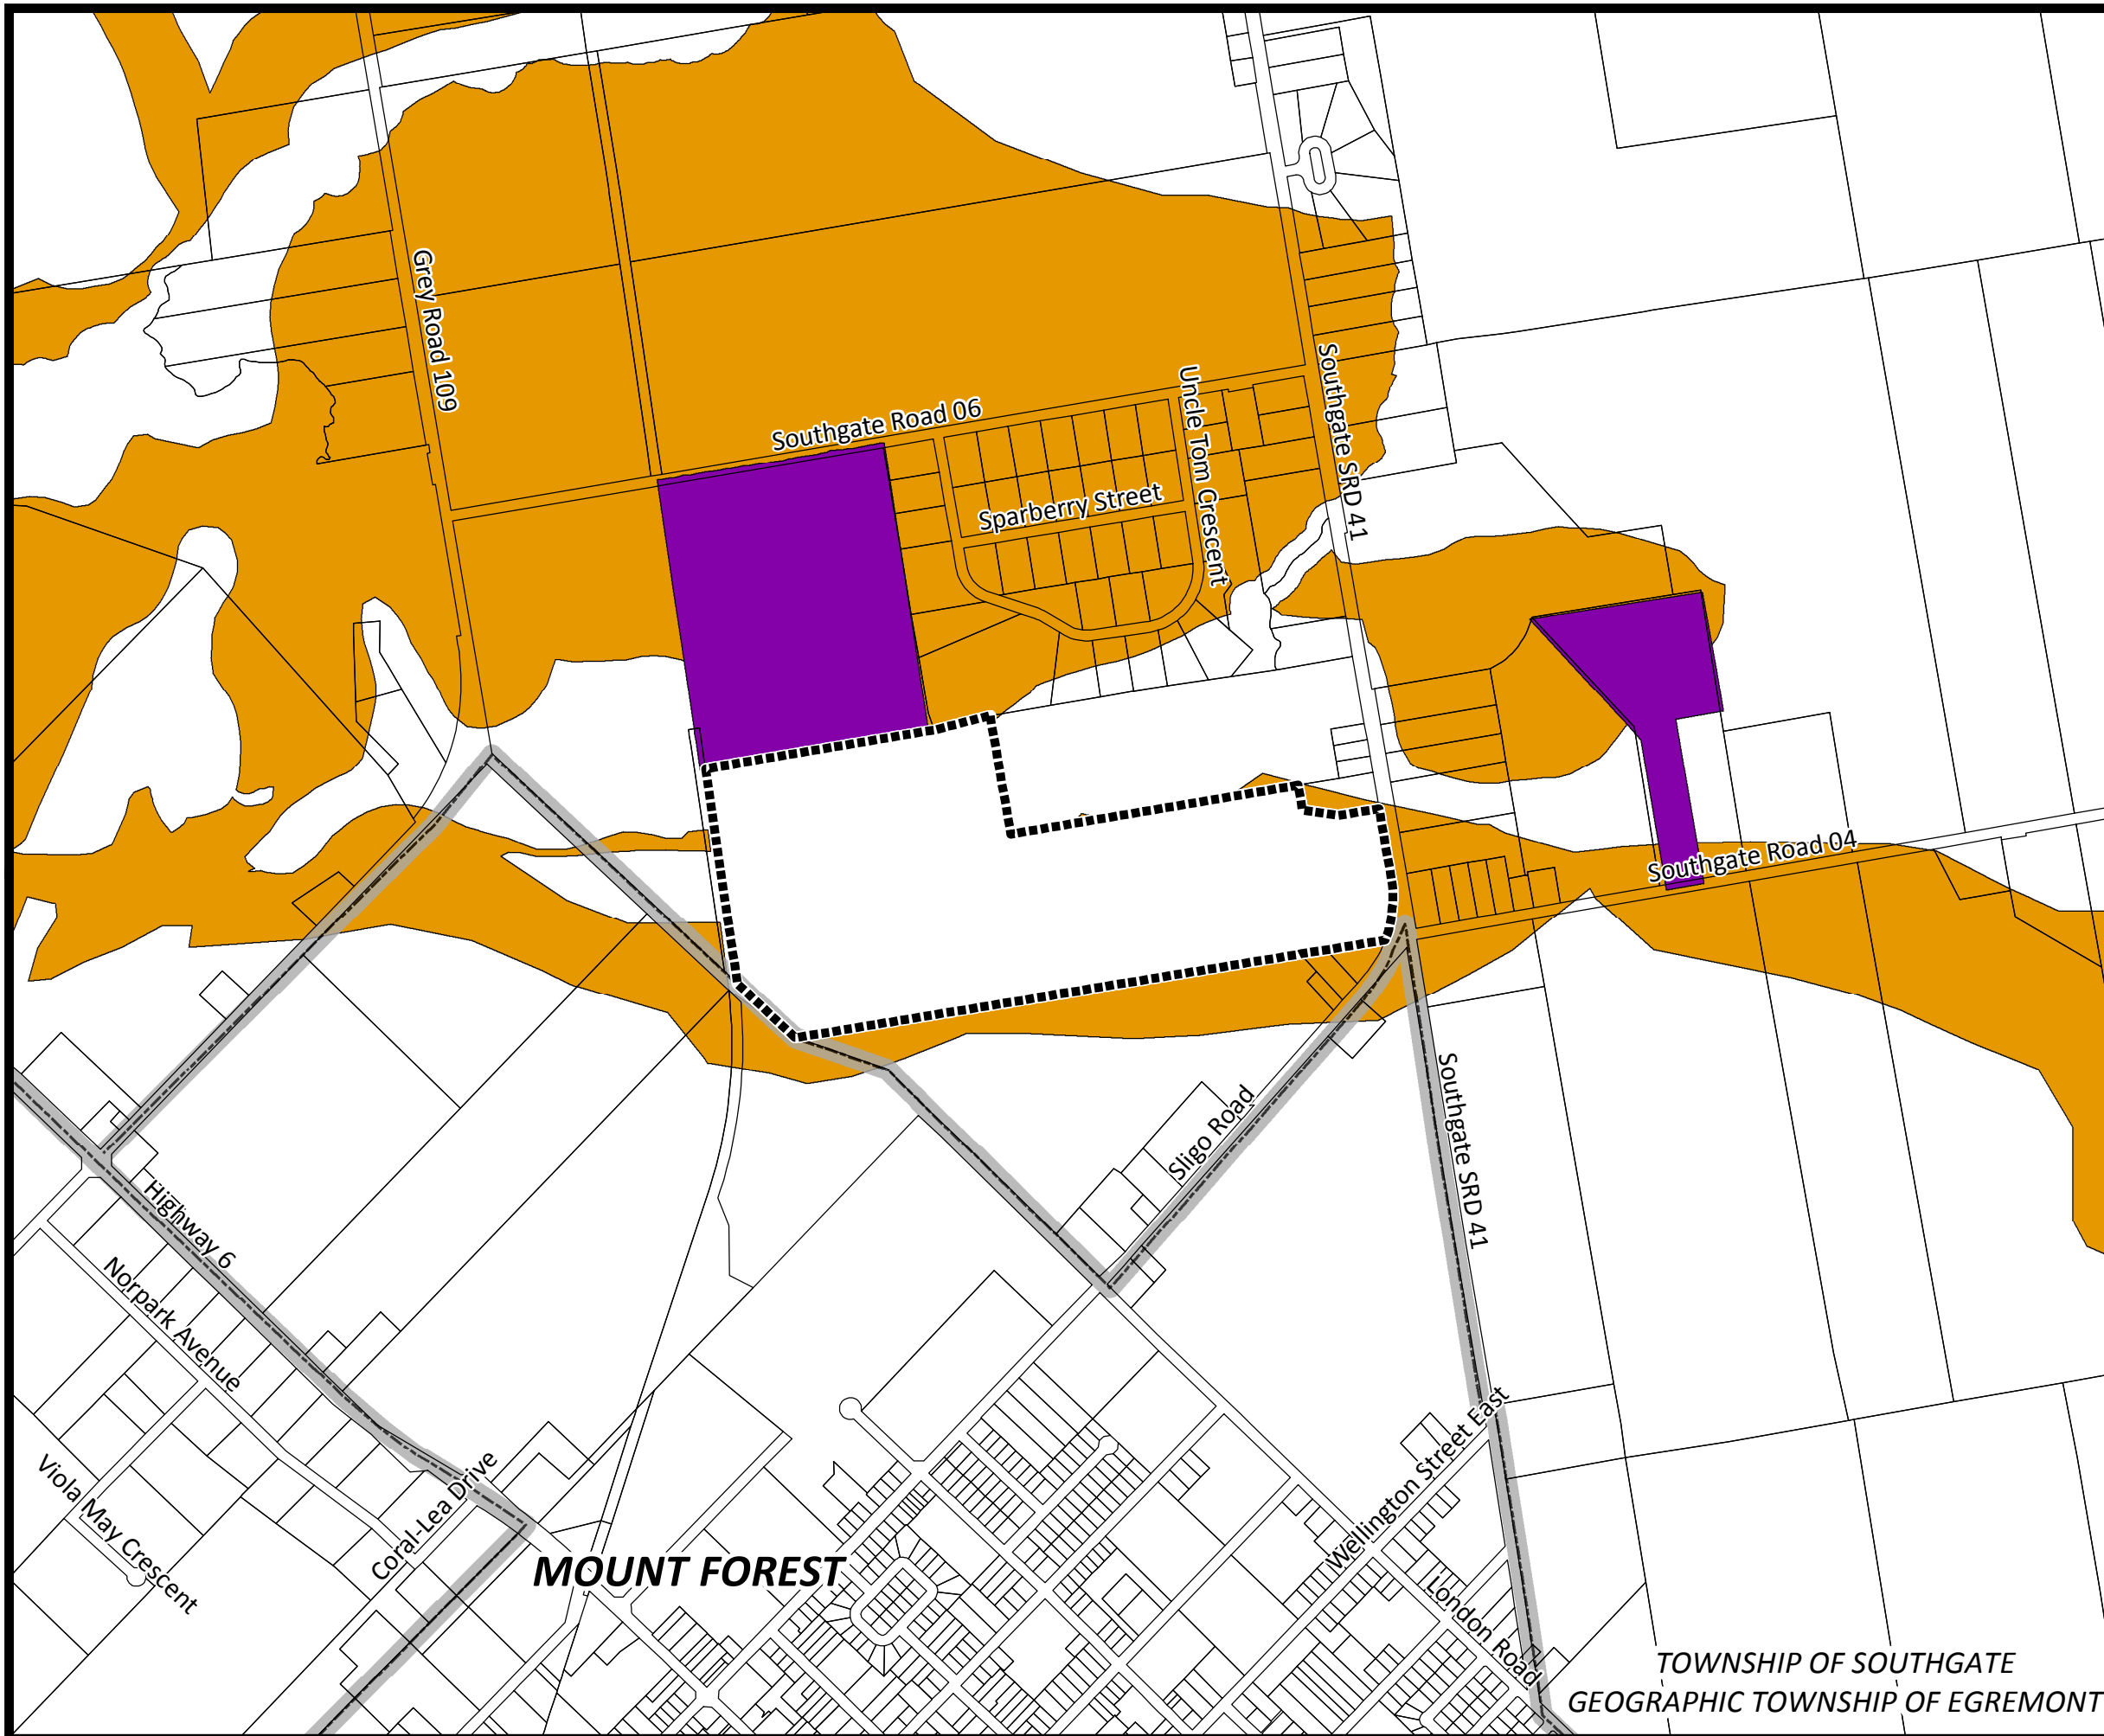 Grey Road 109
Southgate Road 06
Uncle Tom Crescent
Southgate SRD 41
Sparberry Street
Southgate Road 04
Sligo Road
Southgate SRD 41
Highway 6
Norpark Avenue
Viola May Crescent
Coral-Lea Drive
Wellington Street East
MOUNT FOREST
London Road
TOWNSHIP OF SOUTHGATE
GEOGRAPHIC TOWNSHIP OF EGREMONT